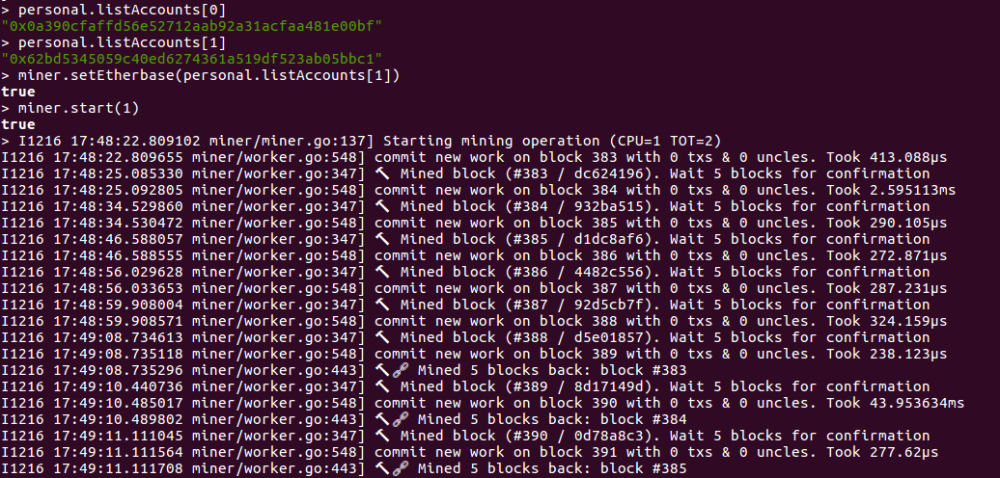 > personal.listAccounts[0]
"0x0a390cfaffd56e52712aab92a31acfaa481e00bf"
> personal.listAccounts[1]
"0x62bd5345059c40ed6274361a519df523ab05bbc1"
> miner.setEtherbase(personal.listAccounts[1])
true
> miner.start(1)
true
> I1216 17:48:22.809102 miner/miner.go:137] Starting mining operation (CPU=1 TOT=2)
I1216 17:48:22.809655 miner/worker.go:548] commit new work on block 383 with 0 txs & 0 uncles. Took 413.088µs
I1216 17:48:25.085330 miner/worker.go:347] 🔨 Mined block (#383 / dc624196). Wait 5 blocks for confirmation
I1216 17:48:25.092805 miner/worker.go:548] commit new work on block 384 with 0 txs & 0 uncles. Took 2.595113ms
I1216 17:48:34.529860 miner/worker.go:347] 🔨 Mined block (#384 / 932ba515). Wait 5 blocks for confirmation
I1216 17:48:34.530472 miner/worker.go:548] commit new work on block 385 with 0 txs & 0 uncles. Took 290.105µs
I1216 17:48:46.588057 miner/worker.go:347] 🔨 Mined block (#385 / d1dc8af6). Wait 5 blocks for confirmation
I1216 17:48:46.588555 miner/worker.go:548] commit new work on block 386 with 0 txs & 0 uncles. Took 272.871µs
I1216 17:48:56.029628 miner/worker.go:347] 🔨 Mined block (#386 / 4482c556). Wait 5 blocks for confirmation
I1216 17:48:56.033653 miner/worker.go:548] commit new work on block 387 with 0 txs & 0 uncles. Took 287.231µs
I1216 17:48:59.908004 miner/worker.go:347] 🔨 Mined block (#387 / 92d5cb7f). Wait 5 blocks for confirmation
I1216 17:48:59.908571 miner/worker.go:548] commit new work on block 388 with 0 txs & 0 uncles. Took 324.159µs
I1216 17:49:08.734613 miner/worker.go:347] 🔨 Mined block (#388 / d5e01857). Wait 5 blocks for confirmation
I1216 17:49:08.735118 miner/worker.go:548] commit new work on block 389 with 0 txs & 0 uncles. Took 238.123µs
I1216 17:49:08.735296 miner/worker.go:443] 🔨🔗 Mined 5 blocks back: block #383
I1216 17:49:10.440736 miner/worker.go:347] 🔨 Mined block (#389 / 8d17149d). Wait 5 blocks for confirmation
I1216 17:49:10.485017 miner/worker.go:548] commit new work on block 390 with 0 txs & 0 uncles. Took 43.953634ms
I1216 17:49:10.489802 miner/worker.go:443] 🔨🔗 Mined 5 blocks back: block #384
I1216 17:49:11.111045 miner/worker.go:347] 🔨 Mined block (#390 / 0d78a8c3). Wait 5 blocks for confirmation
I1216 17:49:11.111564 miner/worker.go:548] commit new work on block 391 with 0 txs & 0 uncles. Took 277.62µs
I1216 17:49:11.111708 miner/worker.go:443] 🔨🔗 Mined 5 blocks back: block #385